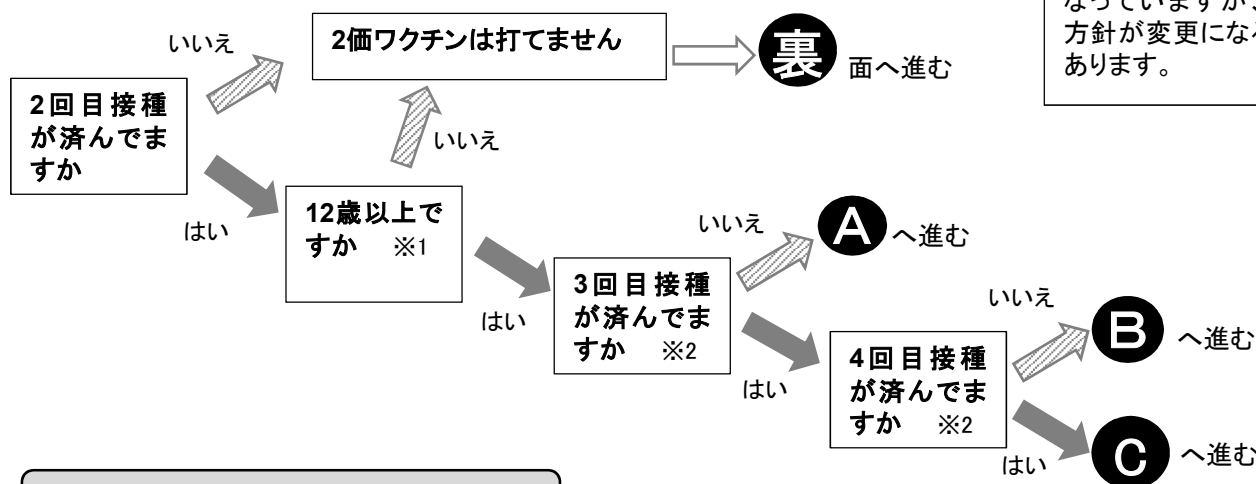 なっていますが、
方針が変更になる
あります。
いいえ
2価ワクチンは打てません
裏 面へ進む
2回目接種
が済んでま
すか
いいえ
はい
12歳以上で
すか ※1
いいえ
A へ進む
はい
3回目接種
が済んでま
すか ※2
いいえ
B へ進む
はい
4回目接種
が済んでま
すか ※2
はい
C へ進む